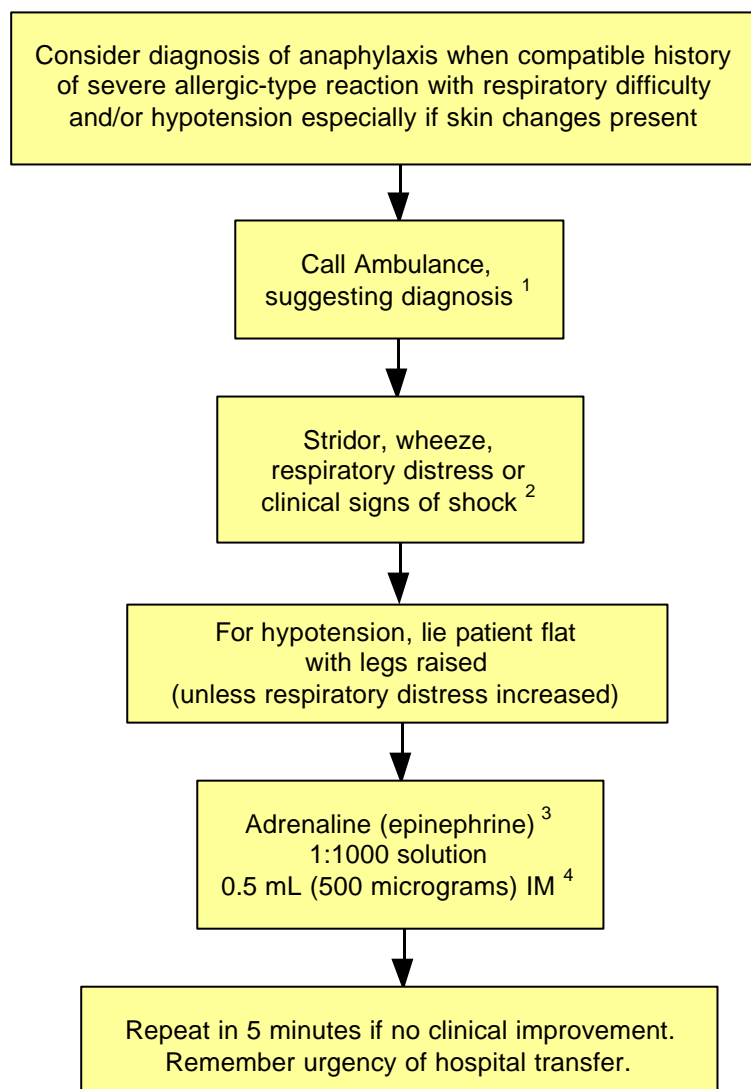 Consider diagnosis of anaphylaxis when compatible history
of severe allergic-type reaction with respiratory difficulty
and/or hypotension especially if skin changes present
Call Ambulance,
suggesting diagnosis 1
Stridor, wheeze,
respiratory distress or
clinical signs of shock 2
For hypotension, lie patient flat
with legs raised
(unless respiratory distress increased)
Adrenaline (epinephrine) 3
1:1000 solution
0.5 mL (500 micrograms) IM 4
Repeat in 5 minutes if no clinical improvement.
Remember urgency of hospital transfer.